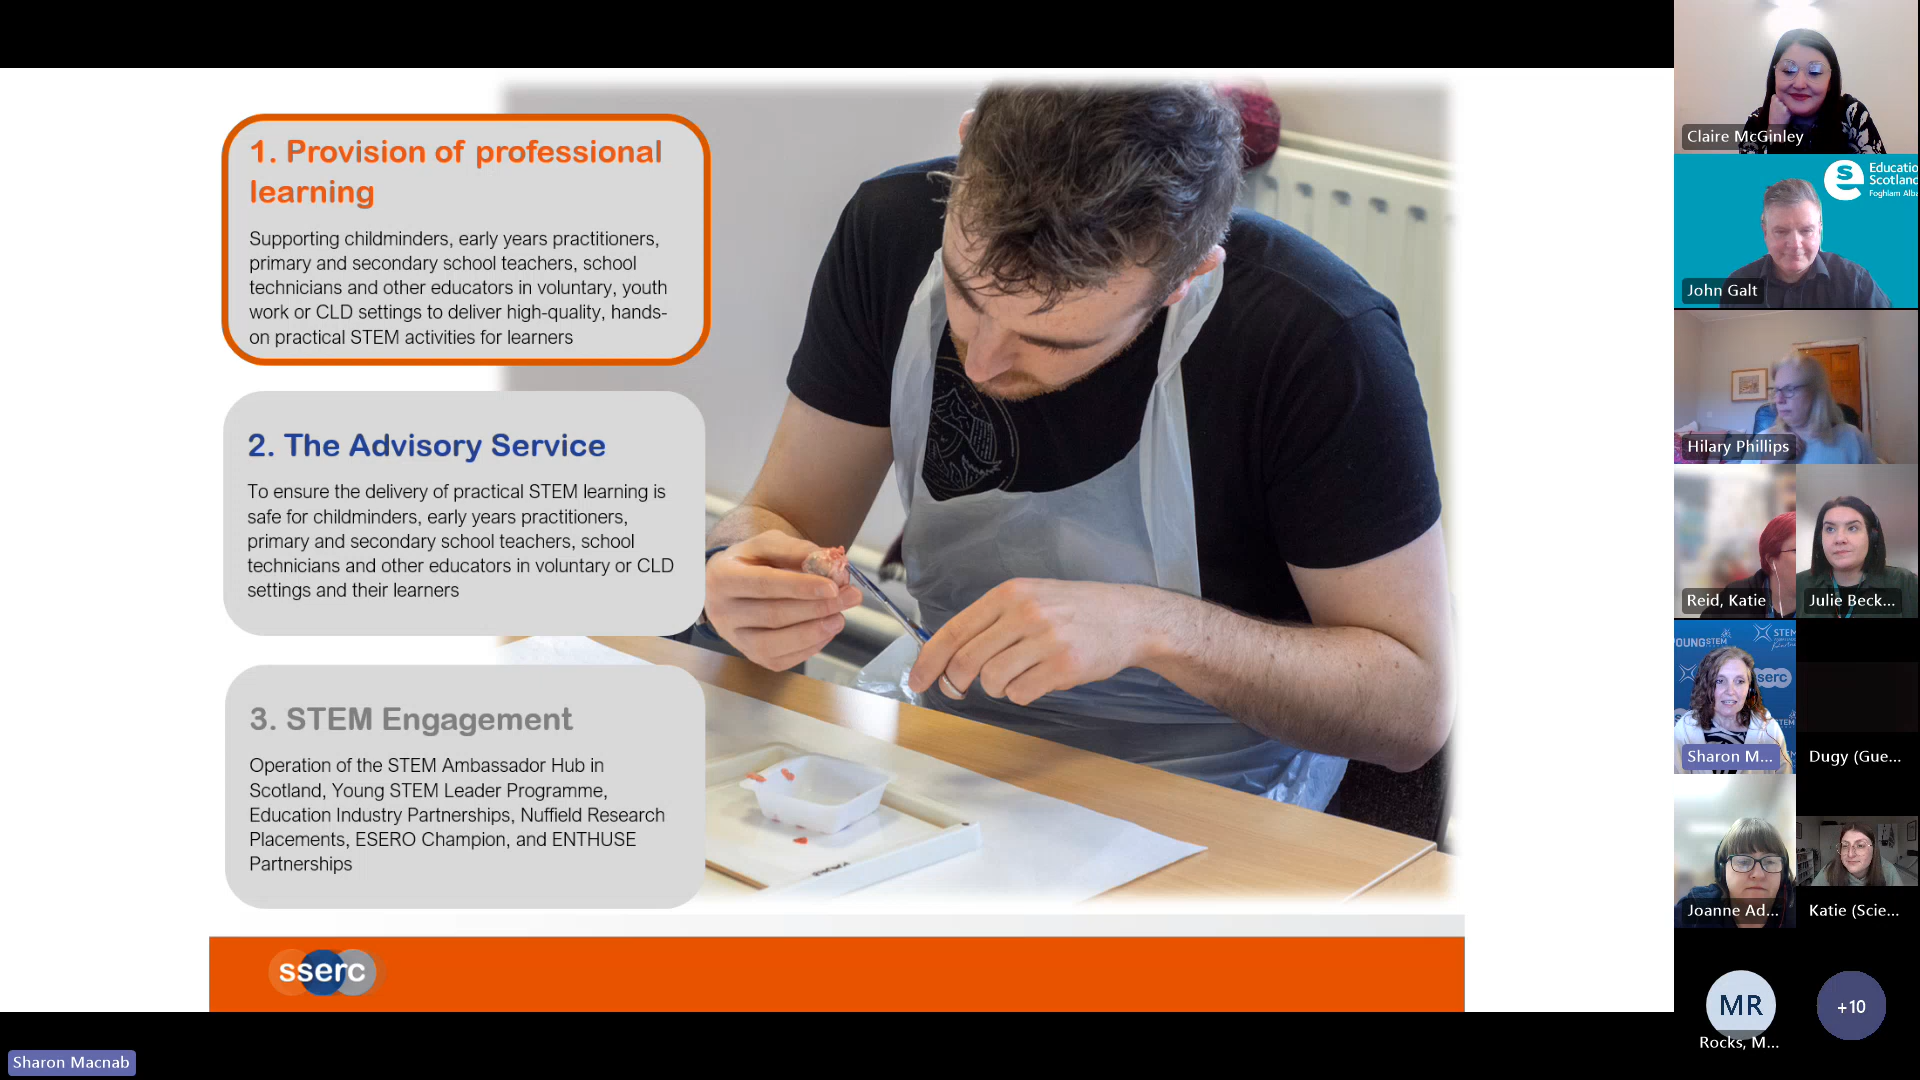 1. Provision of professional
learning
Supporting childminders, early years practitioners,
primary and secondary school teachers, school
technicians and other educators in voluntary, youth
work or CLD settings to deliver high-quality, hands-
on practical STEM activities for learners
2. The Advisory Service
To ensure the delivery of practical STEM learning is
safe for childminders, early years practitioners,
primary and secondary school teachers, school
technicians and other educators in voluntary or CLD
settings and their learners
3. STEM Engagement
Operation of the STEM Ambassador Hub in
Scotland, Young STEM Leader Programme,
Education Industry Partnerships, Nuffield Research
Placements, ESERO Champion, and ENTHUSE
Partnerships
sserc
Sharon Macnab
Claire McGinley
Educatio
Scotland
Foghlam Alba
John Galt
Hilary Phillips
Reid, Katie
Julie Beck...
YOUNGSTEM
STEM
sserc
Sharon M...
Dugy (Gue...
Joanne Ad...
Katie (Scie...
MR
+10
Rocks, M...